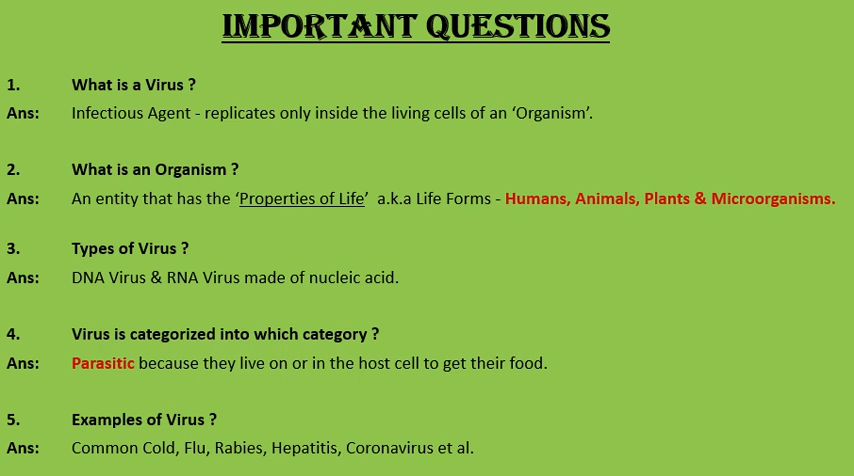 IMPORTANT QUESTIONS
1. What is a Virus ?
Ans: Infectious Agent - replicates only inside the living cells of an ‘Organism’.
2. What is an Organism ?
Ans: An entity that has the ‘Properties of Life’ a.k.a Life Forms - Humans, Animals, Plants & Microorganisms.
3. Types of Virus ?
Ans: DNA Virus & RNA Virus made of nucleic acid.
4. Virus is categorized into which category ?
Ans: Parasitic because they live on or in the host cell to get their food.
5. Examples of Virus ?
Ans: Common Cold, Flu, Rabies, Hepatitis, Coronavirus et al.